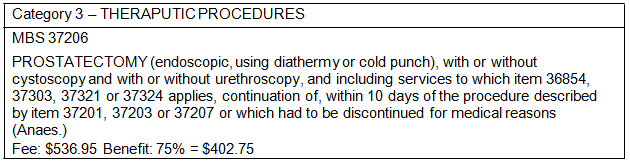 Category 3 – THERAPUTIC PROCEDURES
MBS 37206
PROSTATECTOMY (endoscopic, using diathermy or cold punch), with or without
cystoscopy and with or without urethroscopy, and including services to which item 36854,
37303, 37321 or 37324 applies, continuation of, within 10 days of the procedure described
by item 37201, 37203 or 37207 or which had to be discontinued for medical reasons
(Anaes.)
Fee: $536.95 Benefit: 75% = $402.75